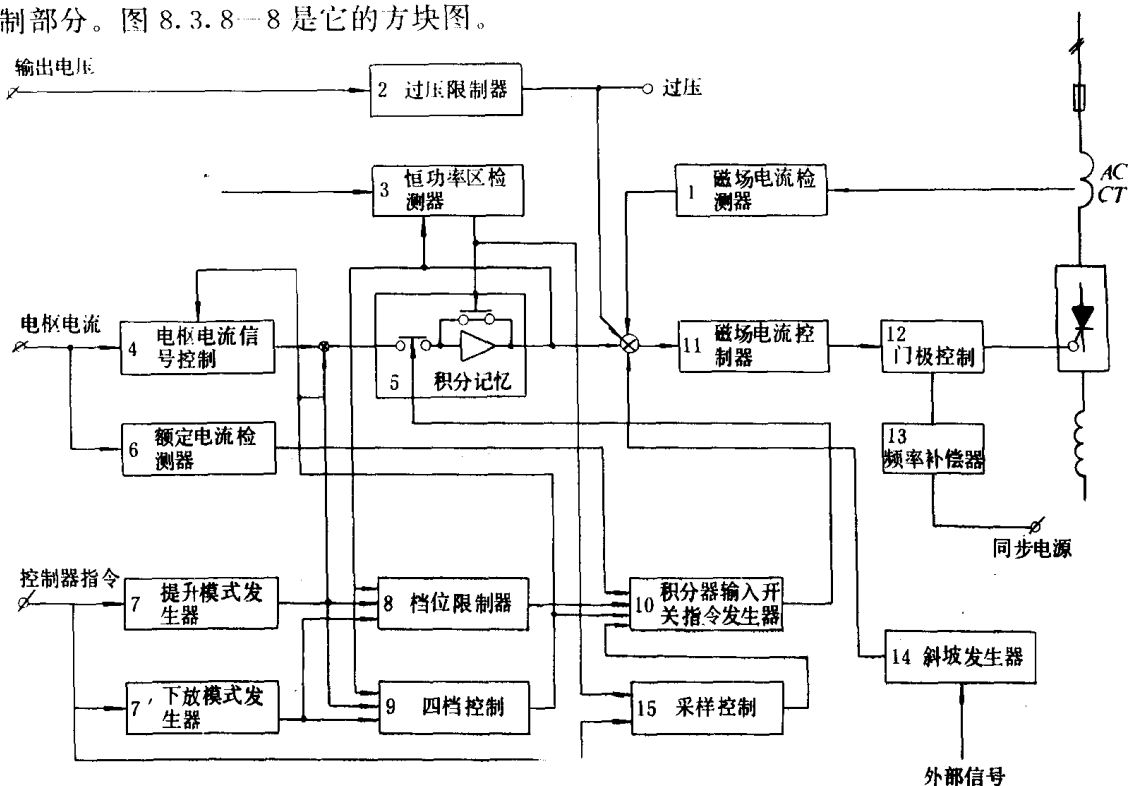 制部分。图 8.3.8—8 是它的方块图。
输出电压
2 过压限制器
过压
3 恒功率区检
测器
1 磁场电流检
测器
AC
CT
电枢电流
4 电枢电流信
号控制
5 积分记忆
11 磁场电流控
制器
12
门极控制
6 额定电流检
测器
13
频率补偿器
同步电源
控制器指令
7 提升模式发
生器
8 档位限制器
10 积分器输入开
关指令发生器
14 斜坡发生器
7′ 下放模式发
生器
9 四档控制
15 采样控制
外部信号